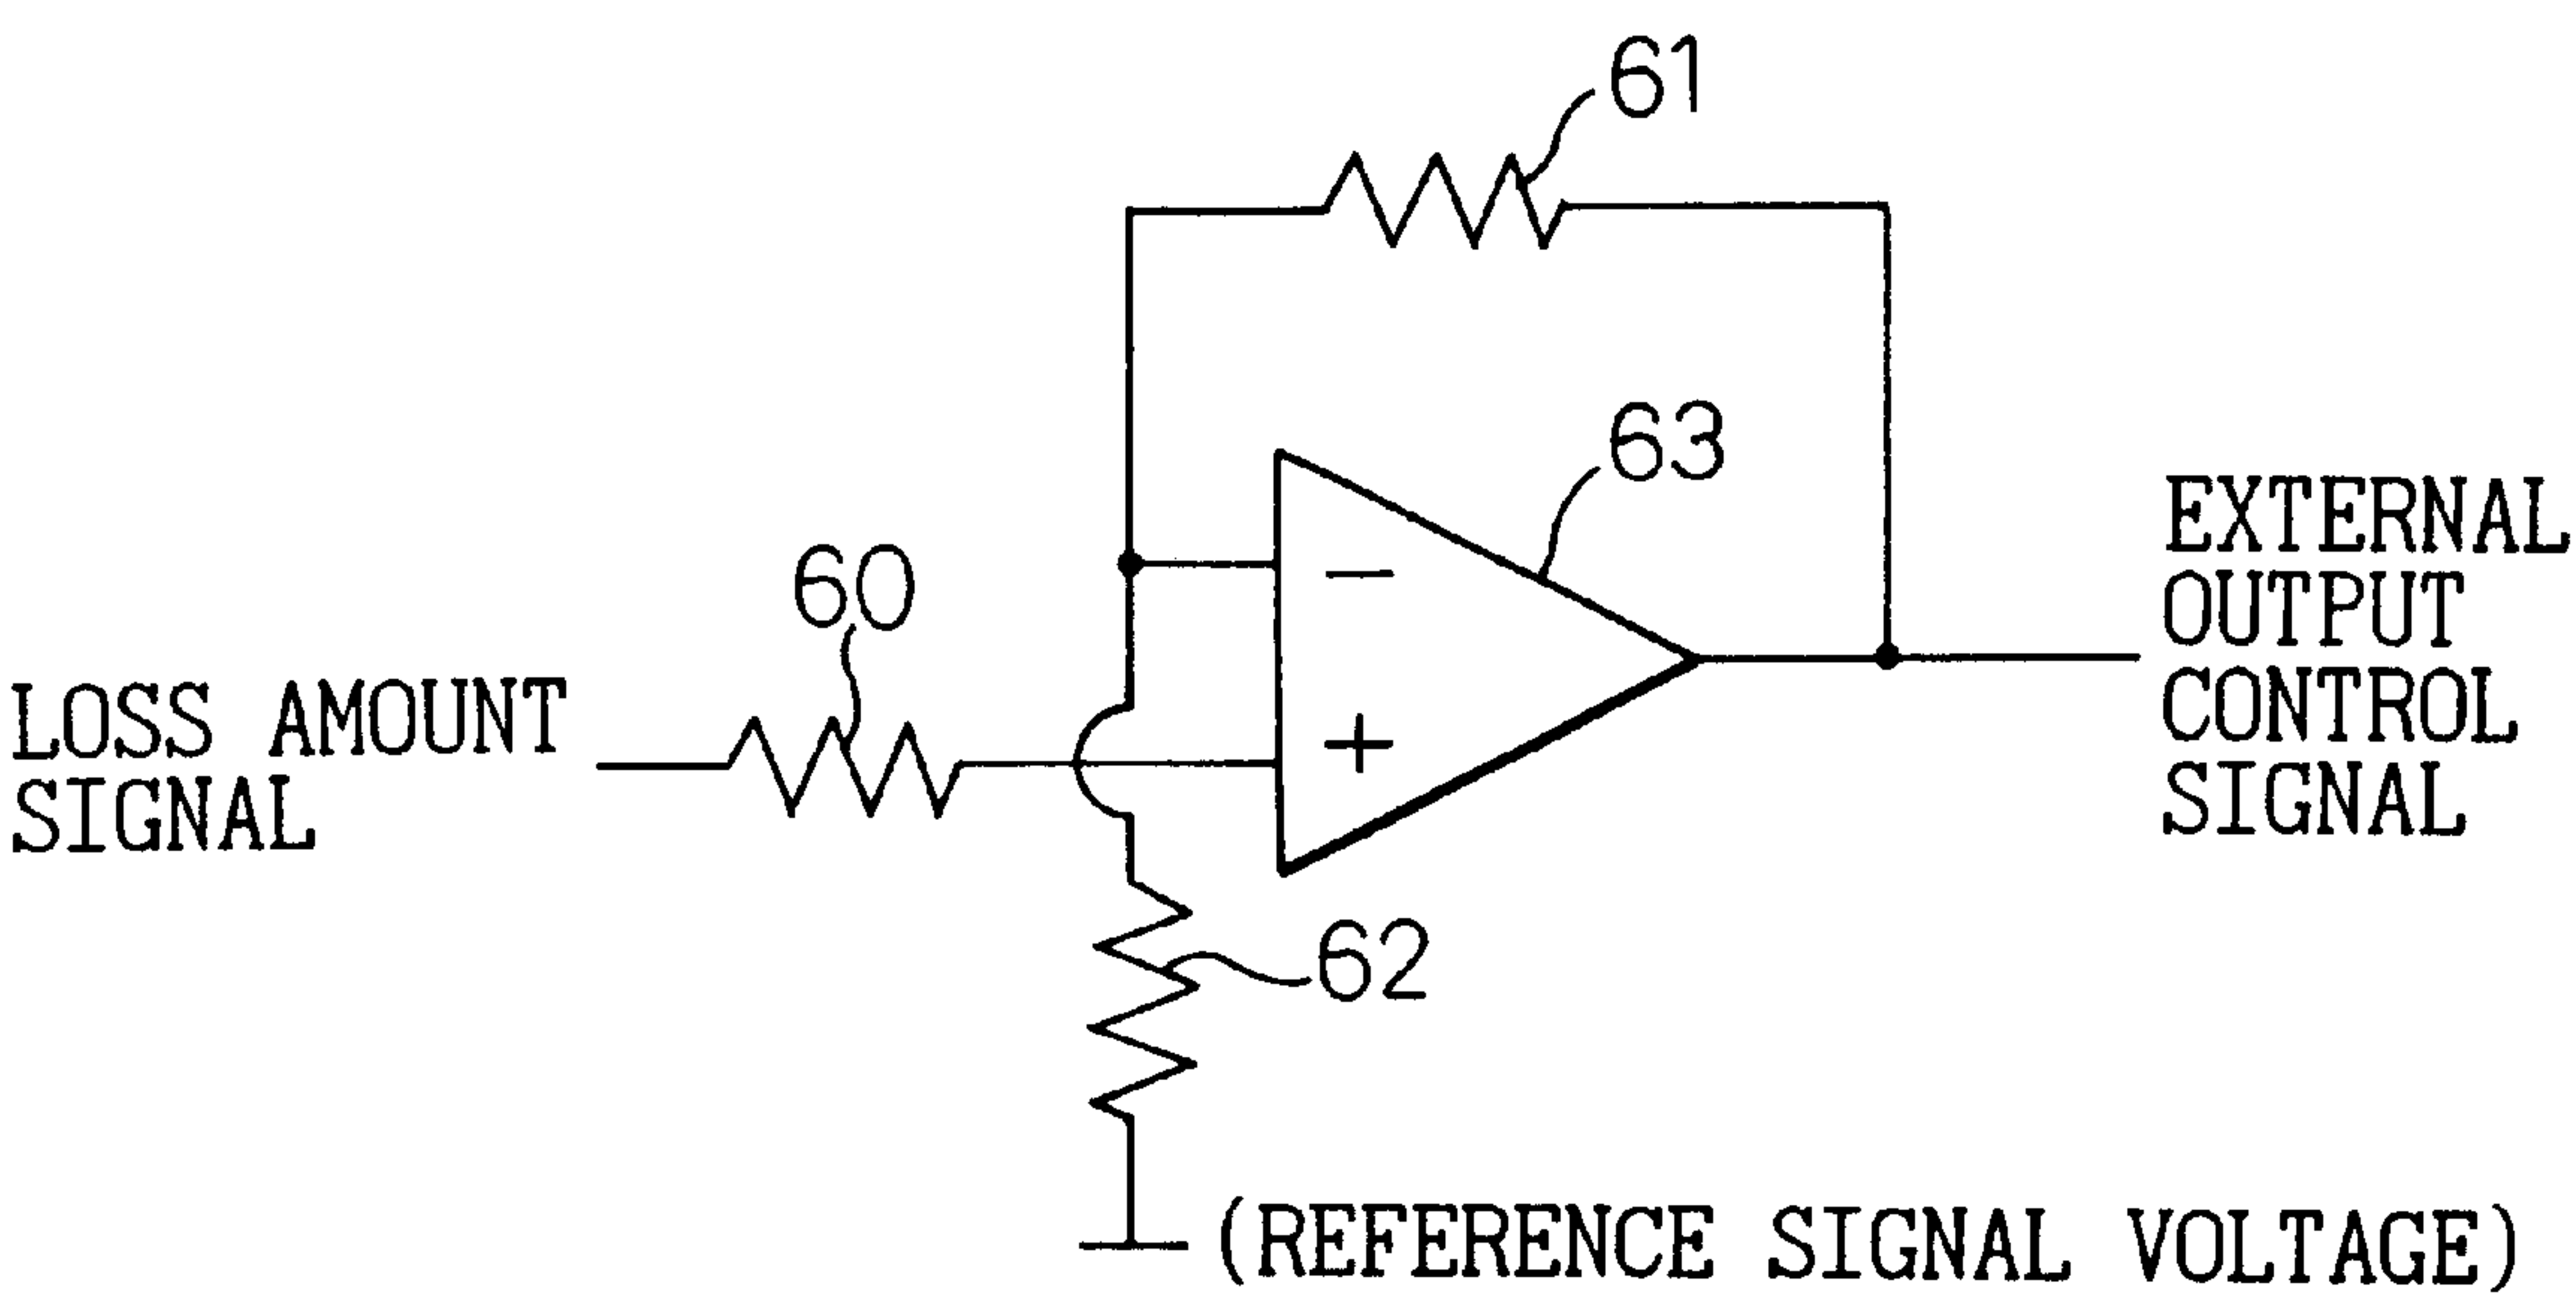 61
63
60
LOSS AMOUNT
SIGNAL
−
+
EXTERNAL
OUTPUT
CONTROL
SIGNAL
62
(REFERENCE SIGNAL VOLTAGE)